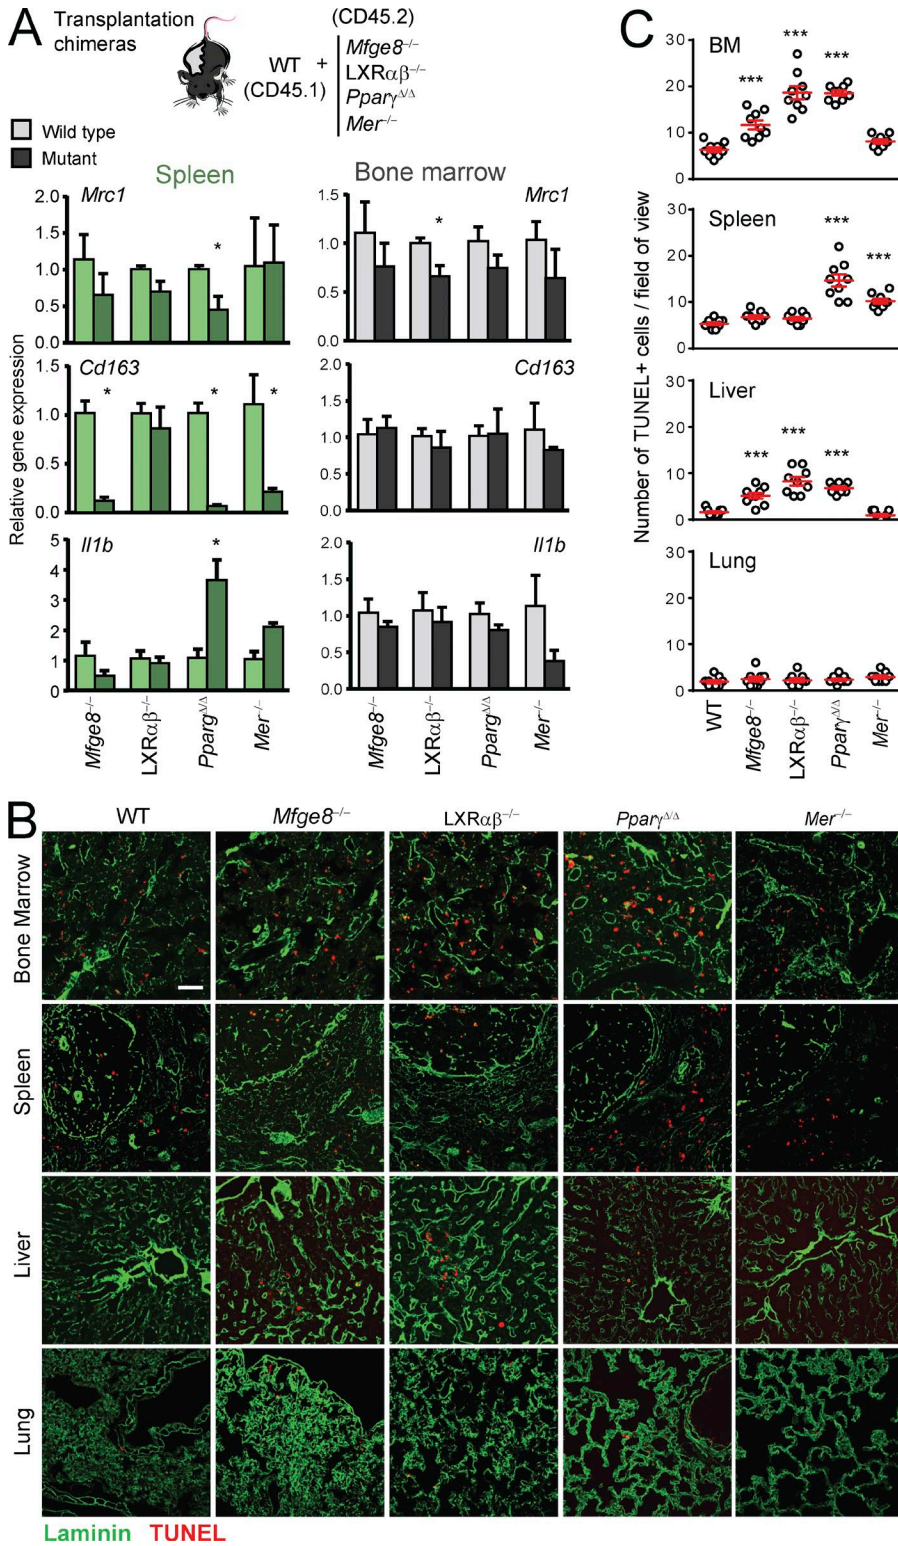 A
Transplantation
chimeras
WT
(CD45.1)
+
(CD45.2)
Mfge8–/–
LXRαβ–/–
PparγΔ/Δ
Mer–/–
Wild type
Mutant
Spleen
Bone marrow
Relative gene expression
Mrc1
2.0
1.5
1.0
0.5
0.0
*
Mrc1
1.5
1.0
0.5
0.0
*
Cd163
1.5
1.0
0.5
0.0
*
*
*
Cd163
2.0
1.5
1.0
0.5
0.0
Il1b
5
4
3
2
1
0
*
Il1b
2.0
1.5
1.0
0.5
0.0
Mfge8–/–
LXRαβ–/–
PpargΔ/Δ
Mer–/–
Mfge8–/–
LXRαβ–/–
PpargΔ/Δ
Mer–/–
C
Number of TUNEL+ cells / field of view
BM
30
20
10
0
***
***
***
Spleen
30
20
10
0
***
***
Liver
30
20
10
0
***
***
***
Lung
30
20
10
0
WT
Mfge8–/–
LXRαβ–/–
PparγΔ/Δ
Mer–/–
B
WT
Mfge8–/–
LXRαβ–/–
PparγΔ/Δ
Mer–/–
Bone Marrow
Spleen
Liver
Lung
Laminin TUNEL